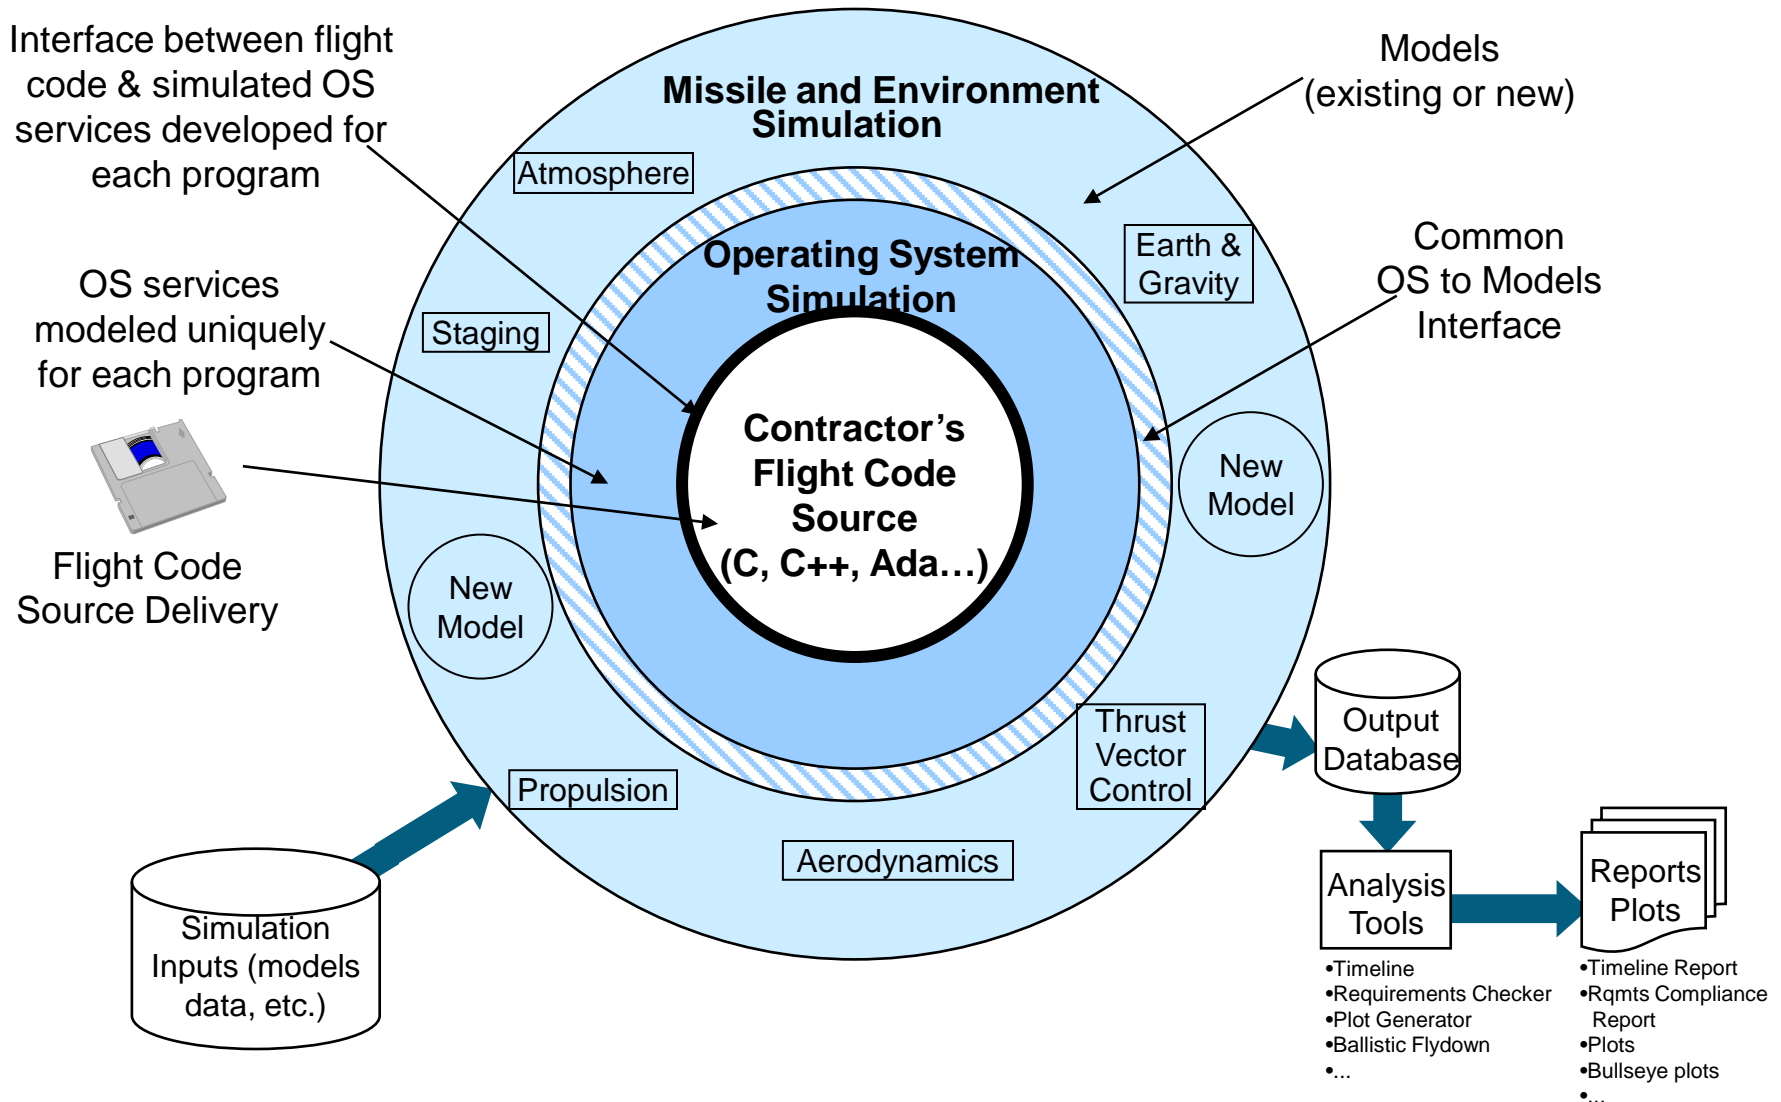 Interface between flight
code & simulated OS
services developed for
each program
OS services
modeled uniquely
for each program
Flight Code
Source Delivery
Missile and Environment
Simulation
Atmosphere
Staging
Operating System
Simulation
Contractor’s
Flight Code
Source
(C, C++, Ada…)
Earth &
Gravity
New
Model
New
Model
Propulsion
Aerodynamics
Thrust
Vector
Control
Models
(existing or new)
Common
OS to Models
Interface
Simulation
Inputs (models
data, etc.)
Output
Database
Analysis
Tools
•Timeline
•Requirements Checker
•Plot Generator
•Ballistic Flydown
•...
Reports
Plots
•Timeline Report
•Rqmts Compliance
Report
•Plots
•Bullseye plots
•...